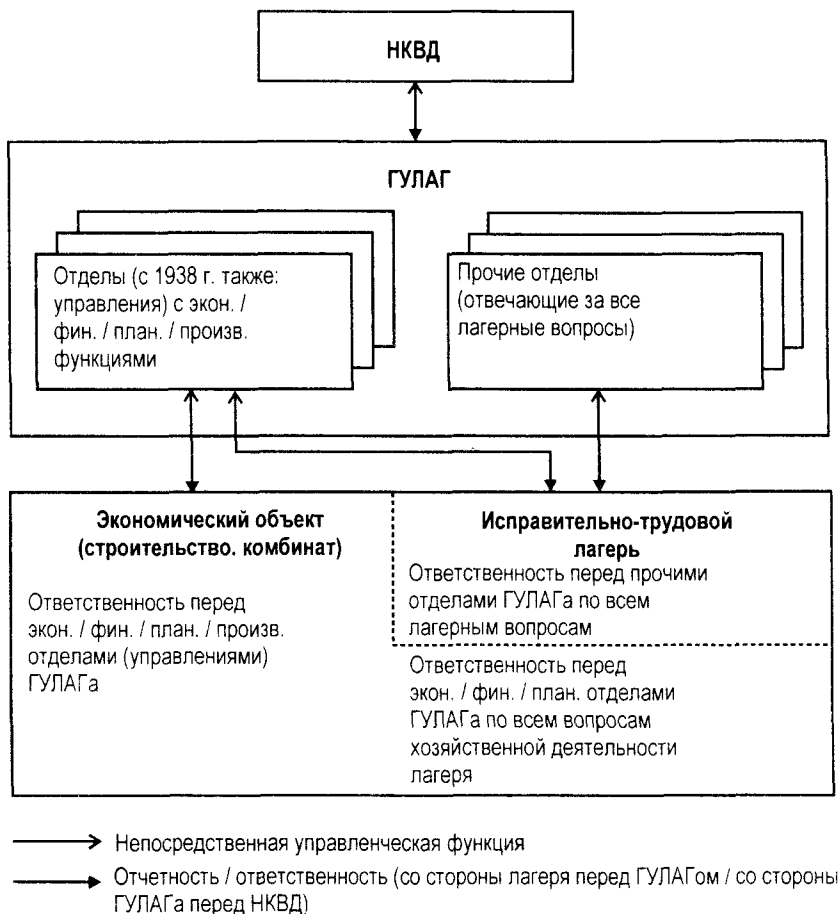 НКВД
ГУЛАГ
Отделы (с 1938 г. также:
управления) с экон. /
фин. / план. / произв.
функциями
Прочие отделы
(отвечающие за все
лагерные вопросы)
Экономический объект
(строительство. комбинат)
Ответственность перед
экон. / фин. / план. / произв.
отделами (управлениями)
ГУЛАГа
Исправительно-трудовой
лагерь
Ответственность перед прочими
отделами ГУЛАГа по всем
лагерным вопросам
Ответственность перед
экон. / фин. / план. отделами
ГУЛАГа по всем вопросам
хозяйственной деятельности
лагеря
Непосредственная управленческая функция
Отчетность / ответственность (со стороны лагеря перед ГУЛАГом / со стороны
ГУЛАГа перед НКВД)